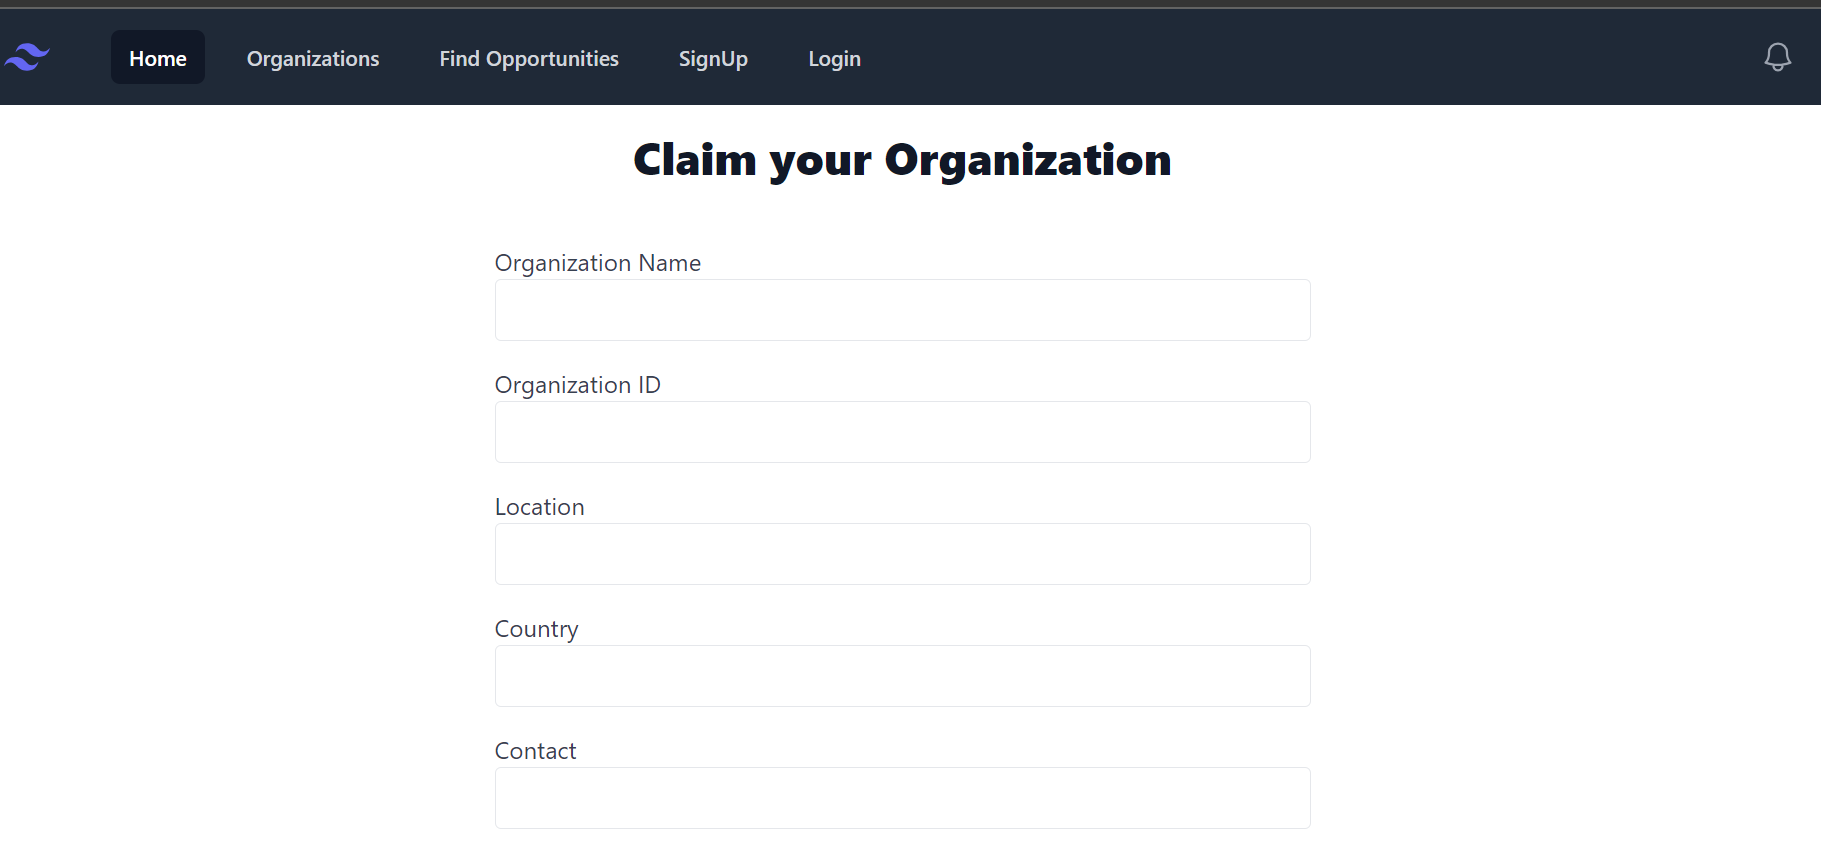 Home Organizations Find Opportunities SignUp Login
Claim your Organization
Organization Name
Organization ID
Location
Country
Contact